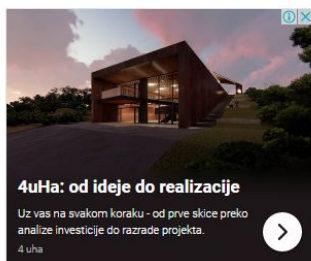 4uHa: od ideje do realizacije
Uz vas na svakom koraku - od prve skice preko
analize investicije do razrade projekta.
4 uha